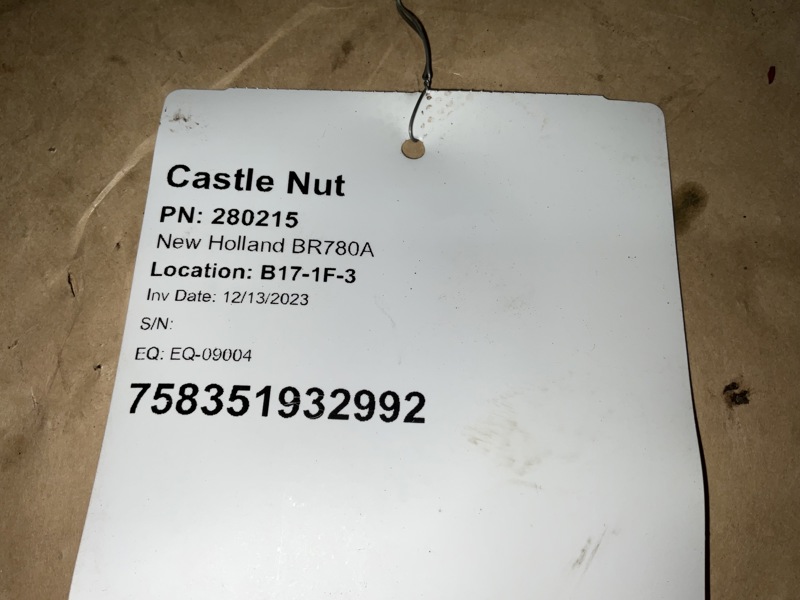 Castle Nut
PN: 280215
New Holland BR780A
Location: B17-1F-3
Inv Date: 12/13/2023
S/N:
EQ: EQ-09004
758351932992